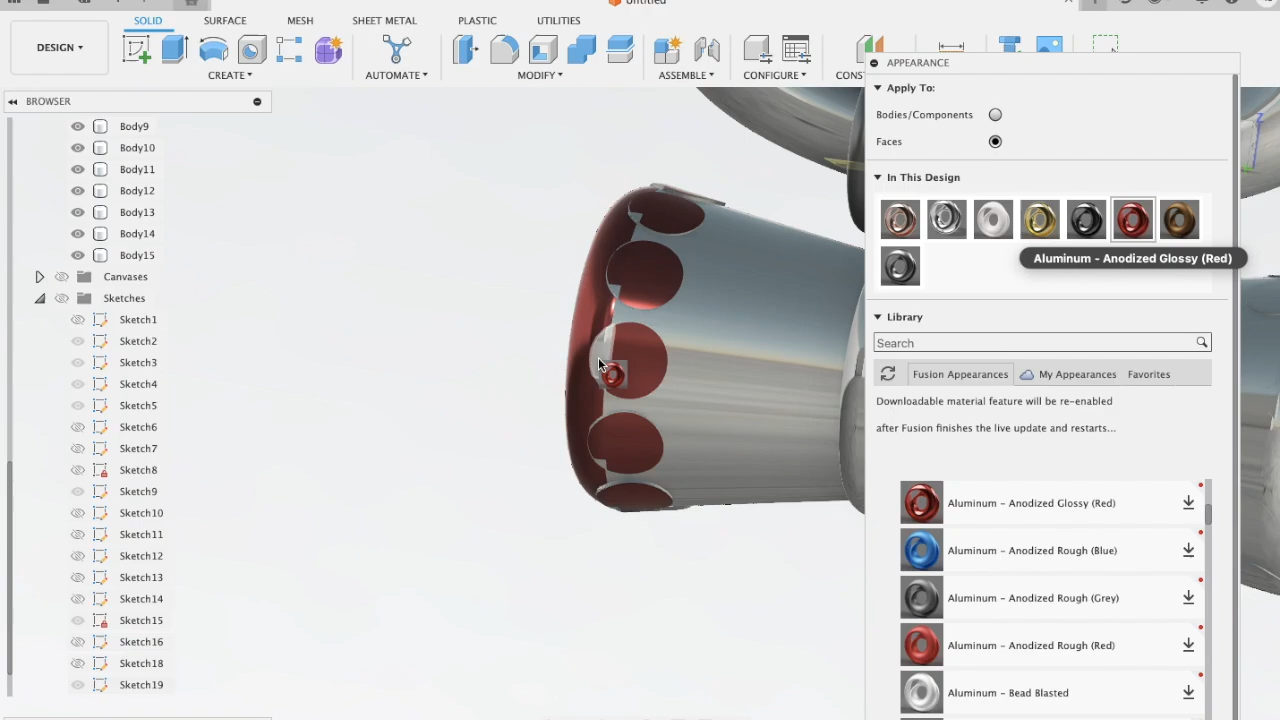 Untitled
SOLID SURFACE MESH SHEET METAL PLASTIC UTILITIES
DESIGN
CREATE AUTOMATE MODIFY ASSEMBLE CONFIGURE CONS
APPEARANCE
BROWSER
Body9
Body10
Body11
Body12
Body13
Body14
Body15
Canvases
Sketches
Sketch1
Sketch2
Sketch3
Sketch4
Sketch5
Sketch6
Sketch7
Sketch8
Sketch9
Sketch10
Sketch11
Sketch12
Sketch13
Sketch14
Sketch15
Sketch16
Sketch18
Sketch19
Apply To:
Bodies/Components
Faces
In This Design
Aluminum - Anodized Glossy (Red)
Library
Search
Fusion Appearances My Appearances Favorites
Downloadable material feature will be re-enabled
after Fusion finishes the live update and restarts...
Aluminum - Anodized Glossy (Red)
Aluminum - Anodized Rough (Blue)
Aluminum - Anodized Rough (Grey)
Aluminum - Anodized Rough (Red)
Aluminum - Bead Blasted
Z